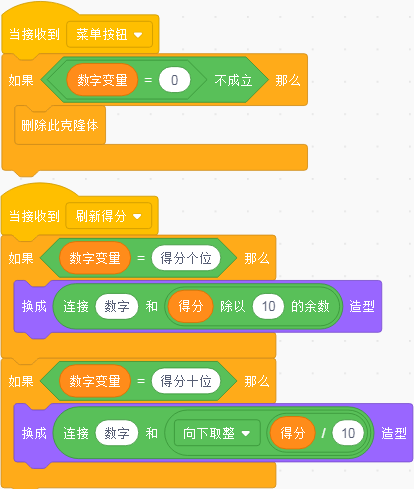 当接收到 菜单按钮
如果 数字变量 = 0 不成立 那么
删除此克隆体
当接收到 刷新得分
如果 数字变量 = 得分个位 那么
换成 连接 数字 和 得分 除以 10 的余数 造型
如果 数字变量 = 得分十位 那么
换成 连接 数字 和 向下取整 得分 / 10 造型